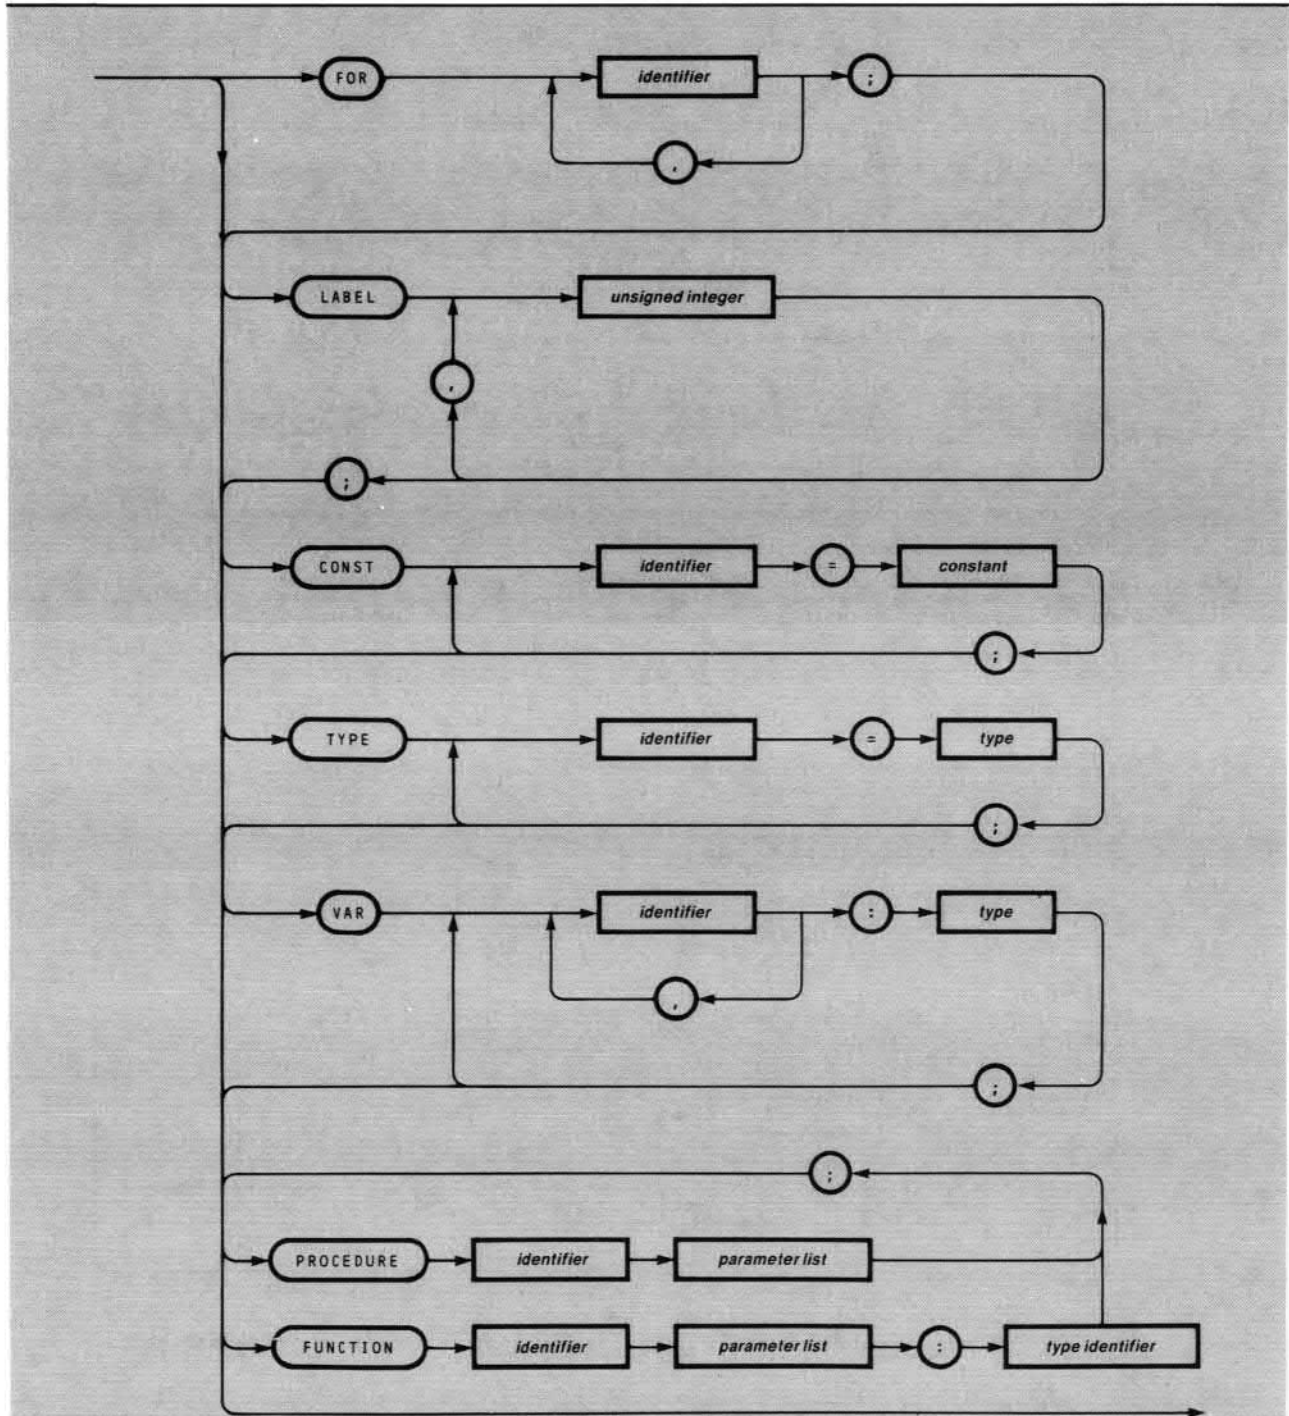 FOR identifier ;
,
LABEL unsigned integer
,
;
CONST identifier = constant
;
TYPE identifier = type
;
VAR identifier : type
,
;
;
PROCEDURE identifier parameter list
FUNCTION identifier parameter list : type identifier